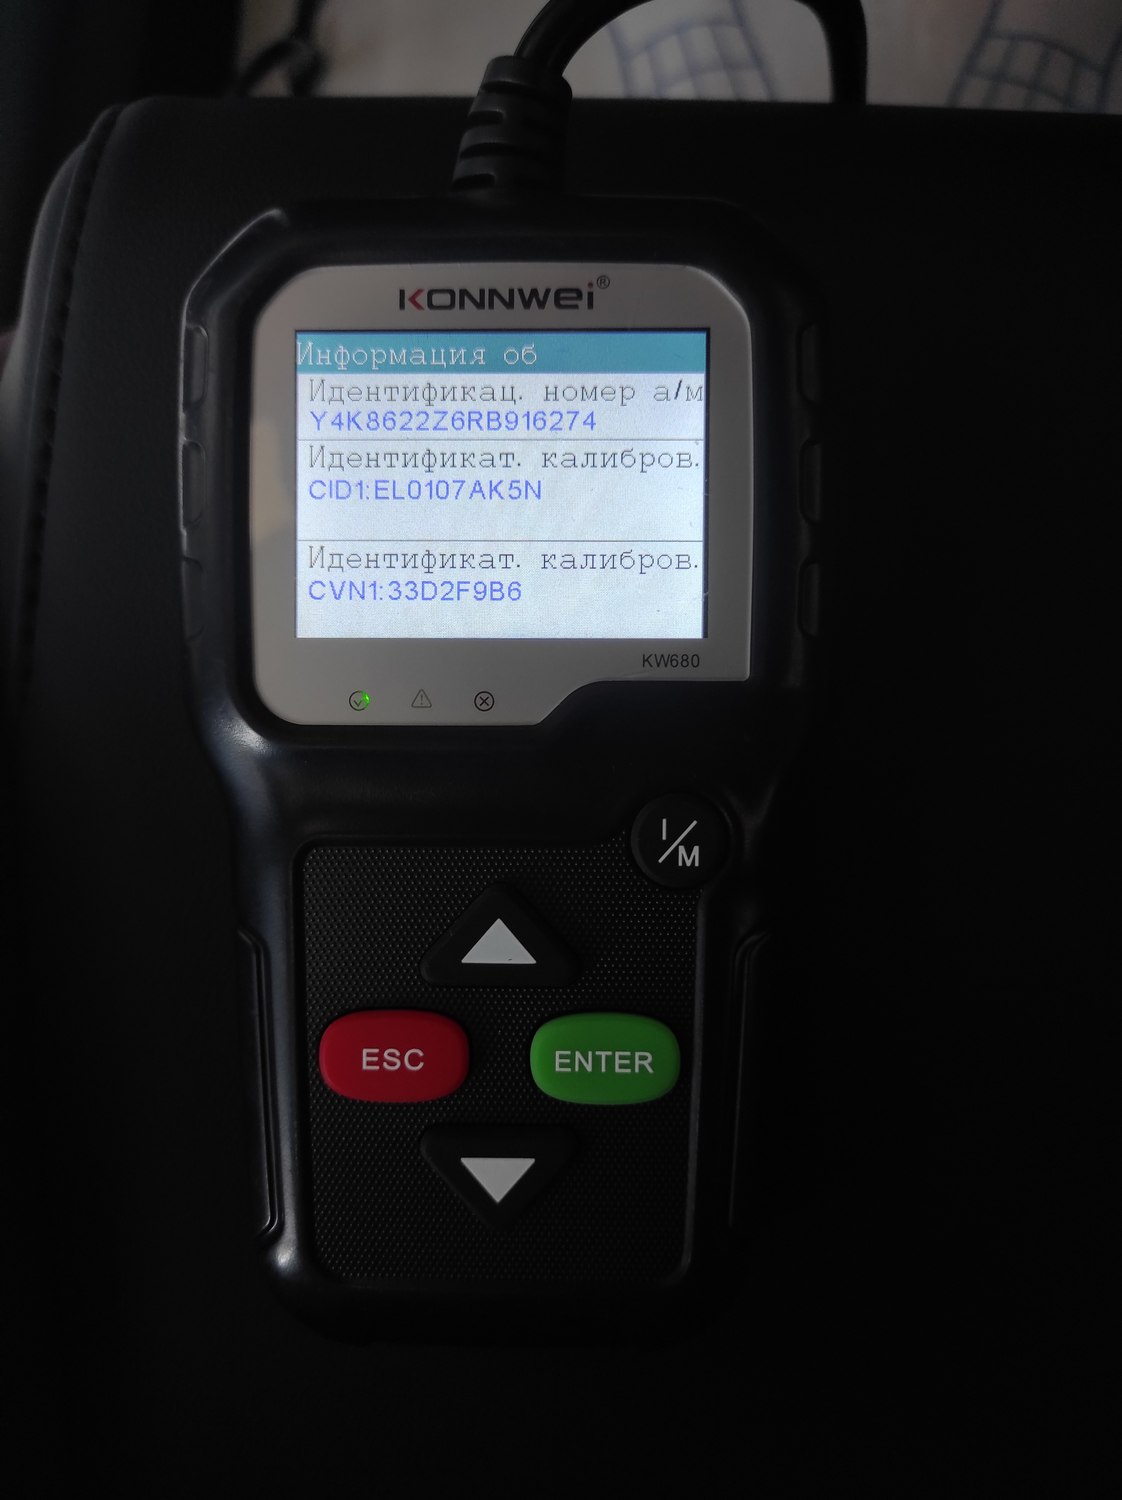 KONNWEI®
Информация об
Идентификац. номер а/м
Y4K8622Z6RB916274
Идентификат. калибров.
CID1:EL0107AK5N
Идентификат. калибров.
CVN1:33D2F9B6
KW680
I/M
ESC
ENTER